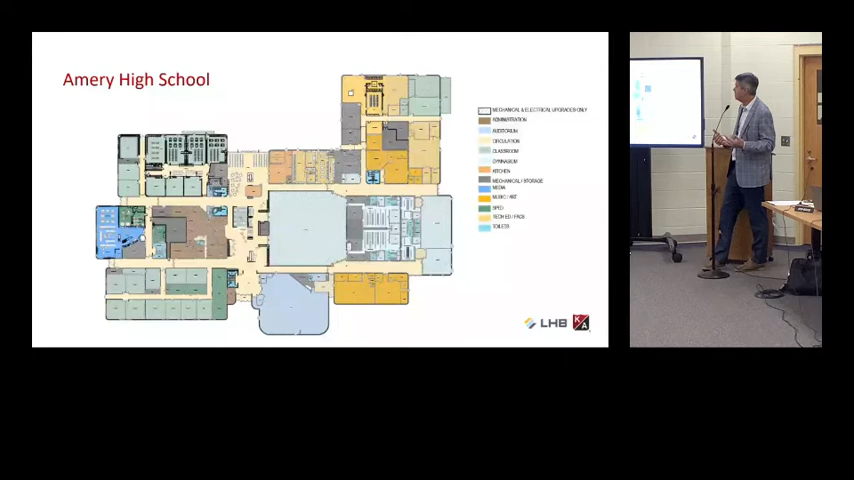 Amery High School
MECHANICAL & ELECTRICAL UPGRADES ONLY
ADMINISTRATION
AUDITORIUM
CIRCULATION
CLASSROOM
GYMNASIUM
KITCHEN
MECHANICAL / STORAGE
MEDIA
MUSIC / ART
SPED
TECH ED / FACS
TOILETS
LHB
K
A